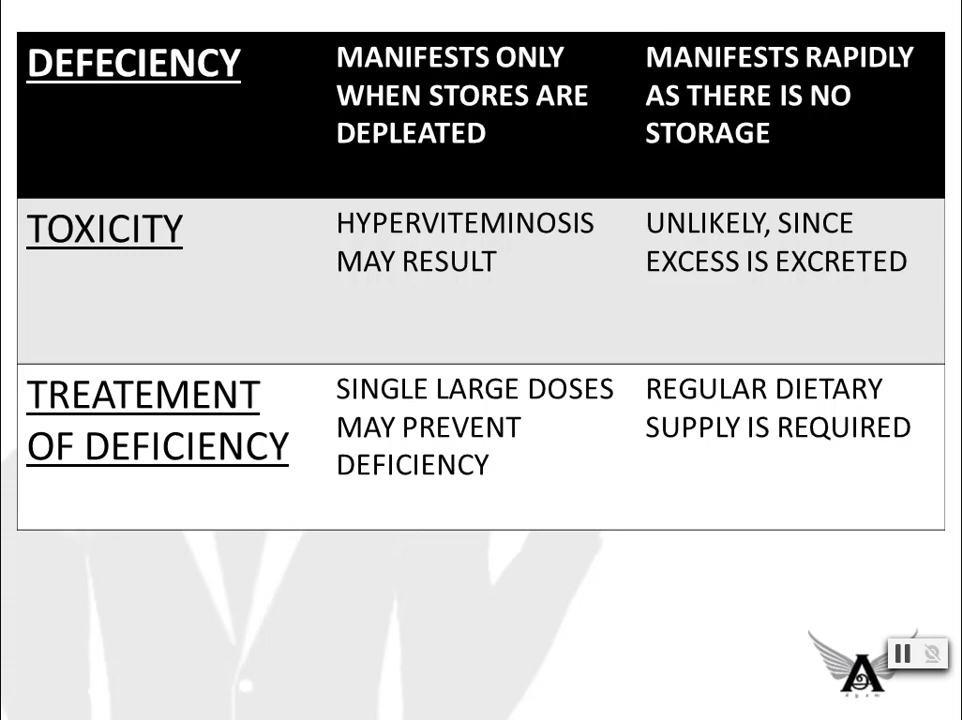 DEFECIENCY
MANIFESTS ONLY
WHEN STORES ARE
DEPLEATED
MANIFESTS RAPIDLY
AS THERE IS NO
STORAGE
TOXICITY
HYPERVITEMINOSIS
MAY RESULT
UNLIKELY, SINCE
EXCESS IS EXCRETED
TREATEMENT
OF DEFICIENCY
SINGLE LARGE DOSES
MAY PREVENT
DEFICIENCY
REGULAR DIETARY
SUPPLY IS REQUIRED
A